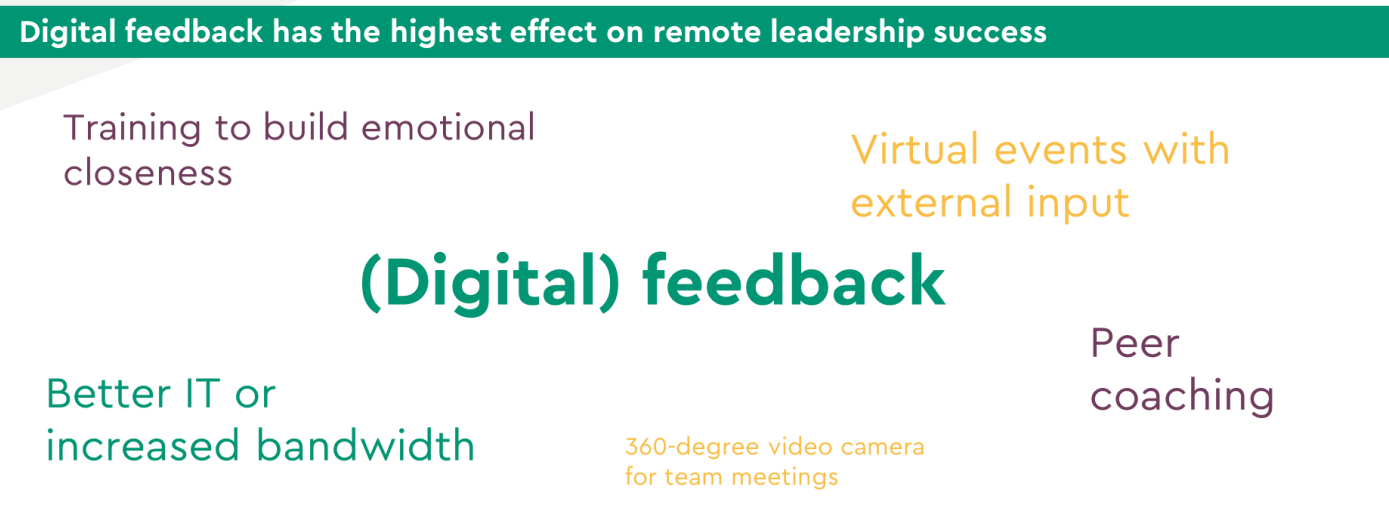 Digital feedback has the highest effect on remote leadership success
Training to build emotional
closeness
Virtual events with
external input
(Digital) feedback
Peer
coaching
Better IT or
increased bandwidth
360-degree video camera
for team meetings